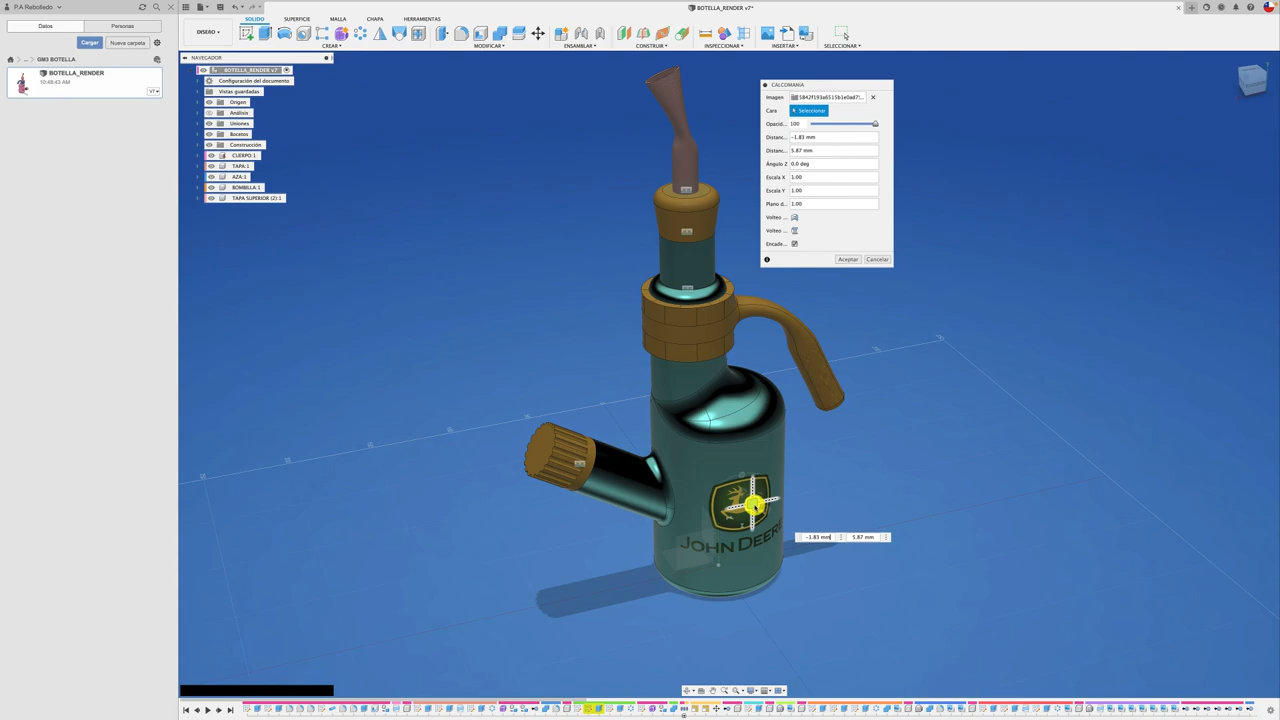 P.A Rebolledo
BOTELLA_RENDER v7*
Datos
Personas
Cargar
Nueva carpeta
...
GM3 BOTELLA
BOTELLA_RENDER
10:48:43 AM
V7
DISEÑO
SÓLIDO
SUPERFICIE
MALLA
CHAPA
HERRAMIENTAS
CREAR
MODIFICAR
ENSAMBLAR
CONSTRUIR
INSPECCIONAR
INSERTAR
SELECCIONAR
NAVEGADOR
BOTELLA_RENDER v7
Configuración del documento
Vistas guardadas
Origen
Análisis
Uniones
Bocetos
Construcción
CUERPO:1
TAPA:1
AZA:1
BOMBILLA:1
TAPA SUPERIOR (2):1
CALCOMANIA
Imagen
Cara
Seleccionar
Opacid...
100
Distanc...
-1.83 mm
Distanc...
5.87 mm
Ángulo Z
0.0 deg
Escala X
1.00
Escala Y
1.00
Plano d...
1.00
Volteo ...
Volteo ...
Encade...
Aceptar
Cancelar
JOHN DEERE
-1.83 mm
5.87 mm